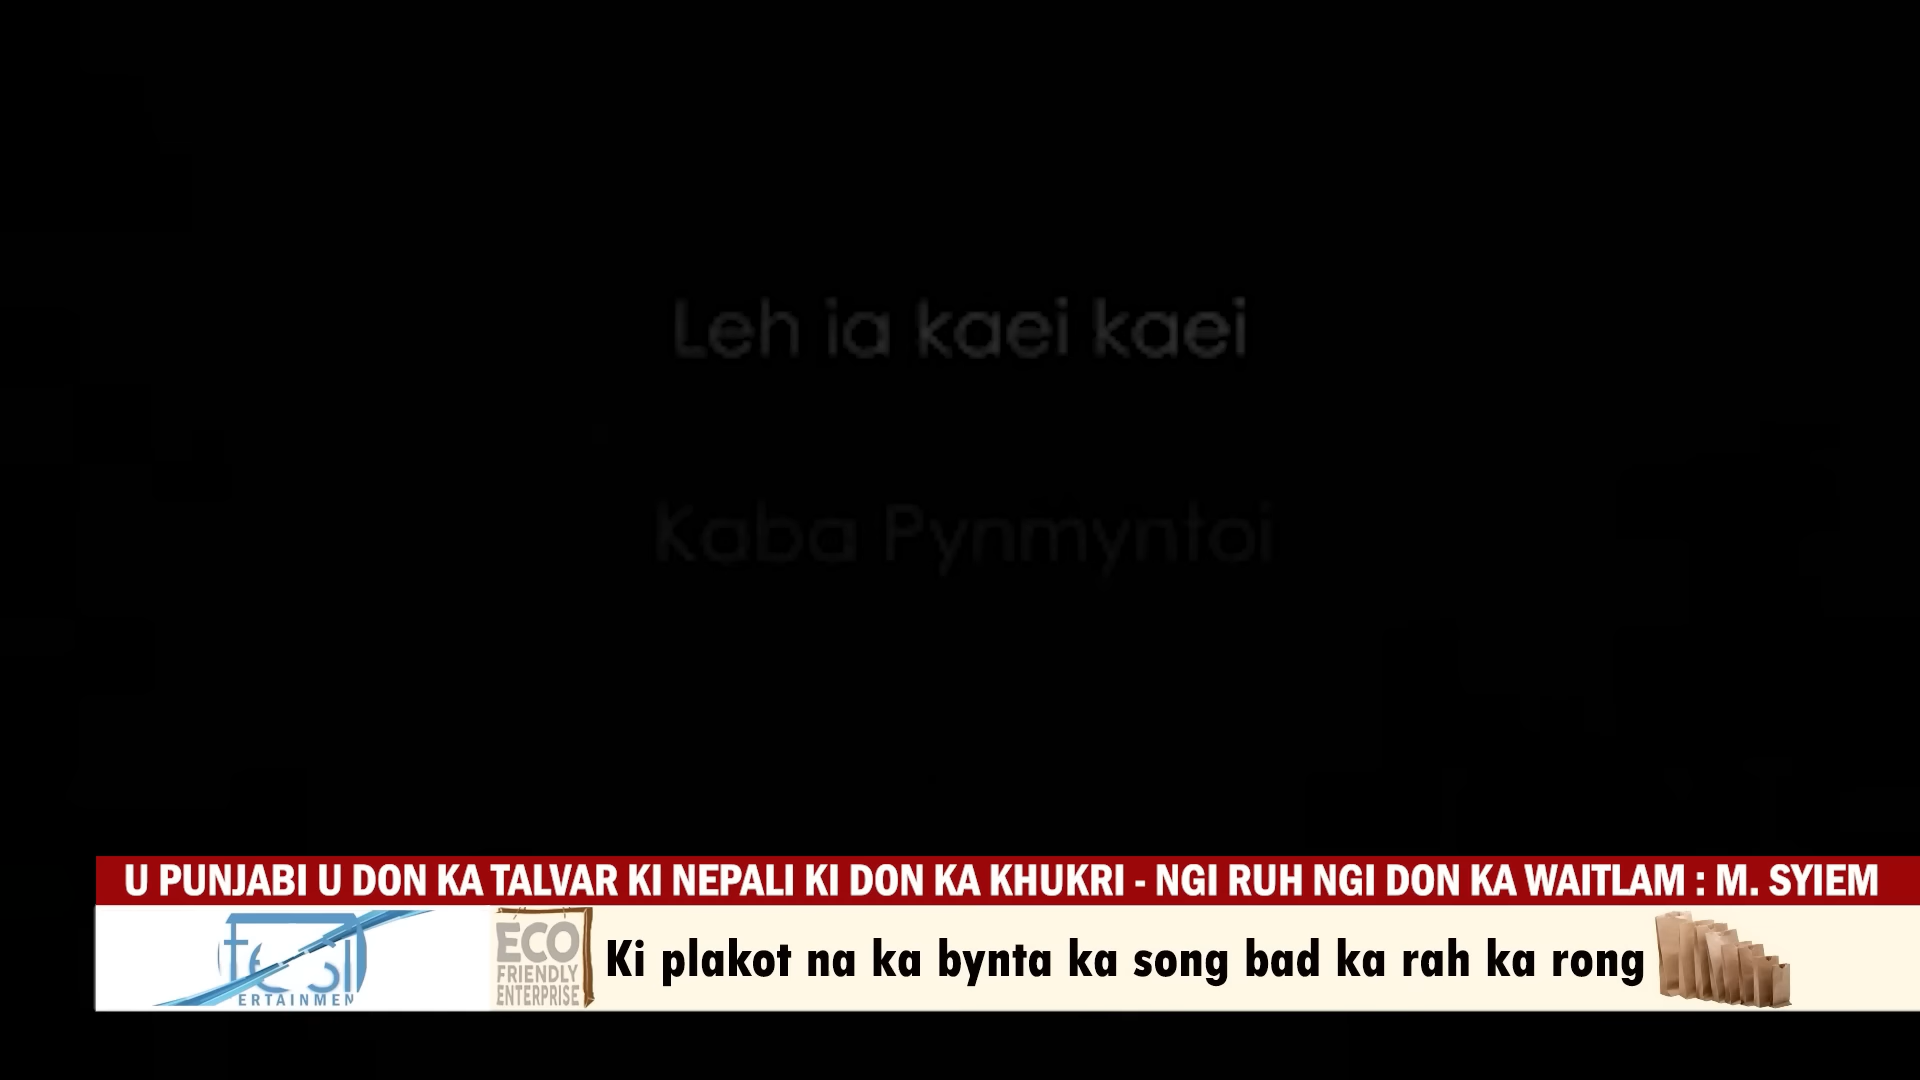 Leh ia kaei kaei
Kaba Pynmyntoi
U PUNJABI U DON KA TALVAR KI NEPALI KI DON KA KHUKRI - NGI RUH NGI DON KA WAITLAM : M. SYIEM
ECO
FRIENDLY
ENTERPRISE
Ki plakot na ka bynta ka song bad ka rah ka rong
ERTAINMEN